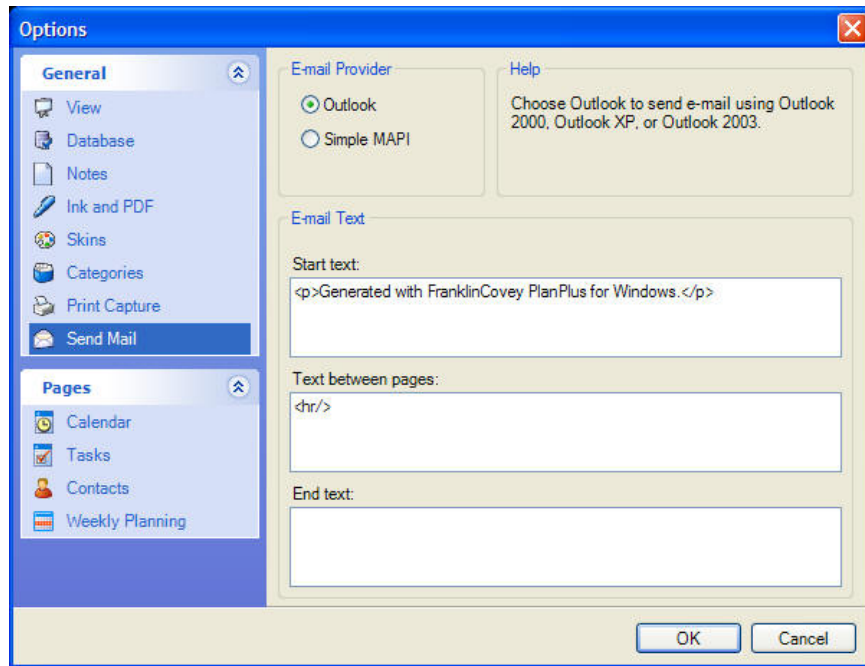 Options
General
View
Database
Notes
Ink and PDF
Skins
Categories
Print Capture
Send Mail
Pages
Calendar
Tasks
Contacts
Weekly Planning
E-mail Provider
Outlook
Simple MAPI
Help
Choose Outlook to send e-mail using Outlook
2000, Outlook XP, or Outlook 2003.
E-mail Text
Start text:
<p>Generated with FranklinCovey PlanPlus for Windows.</p>
Text between pages:
<hr/>
End text:
OK
Cancel